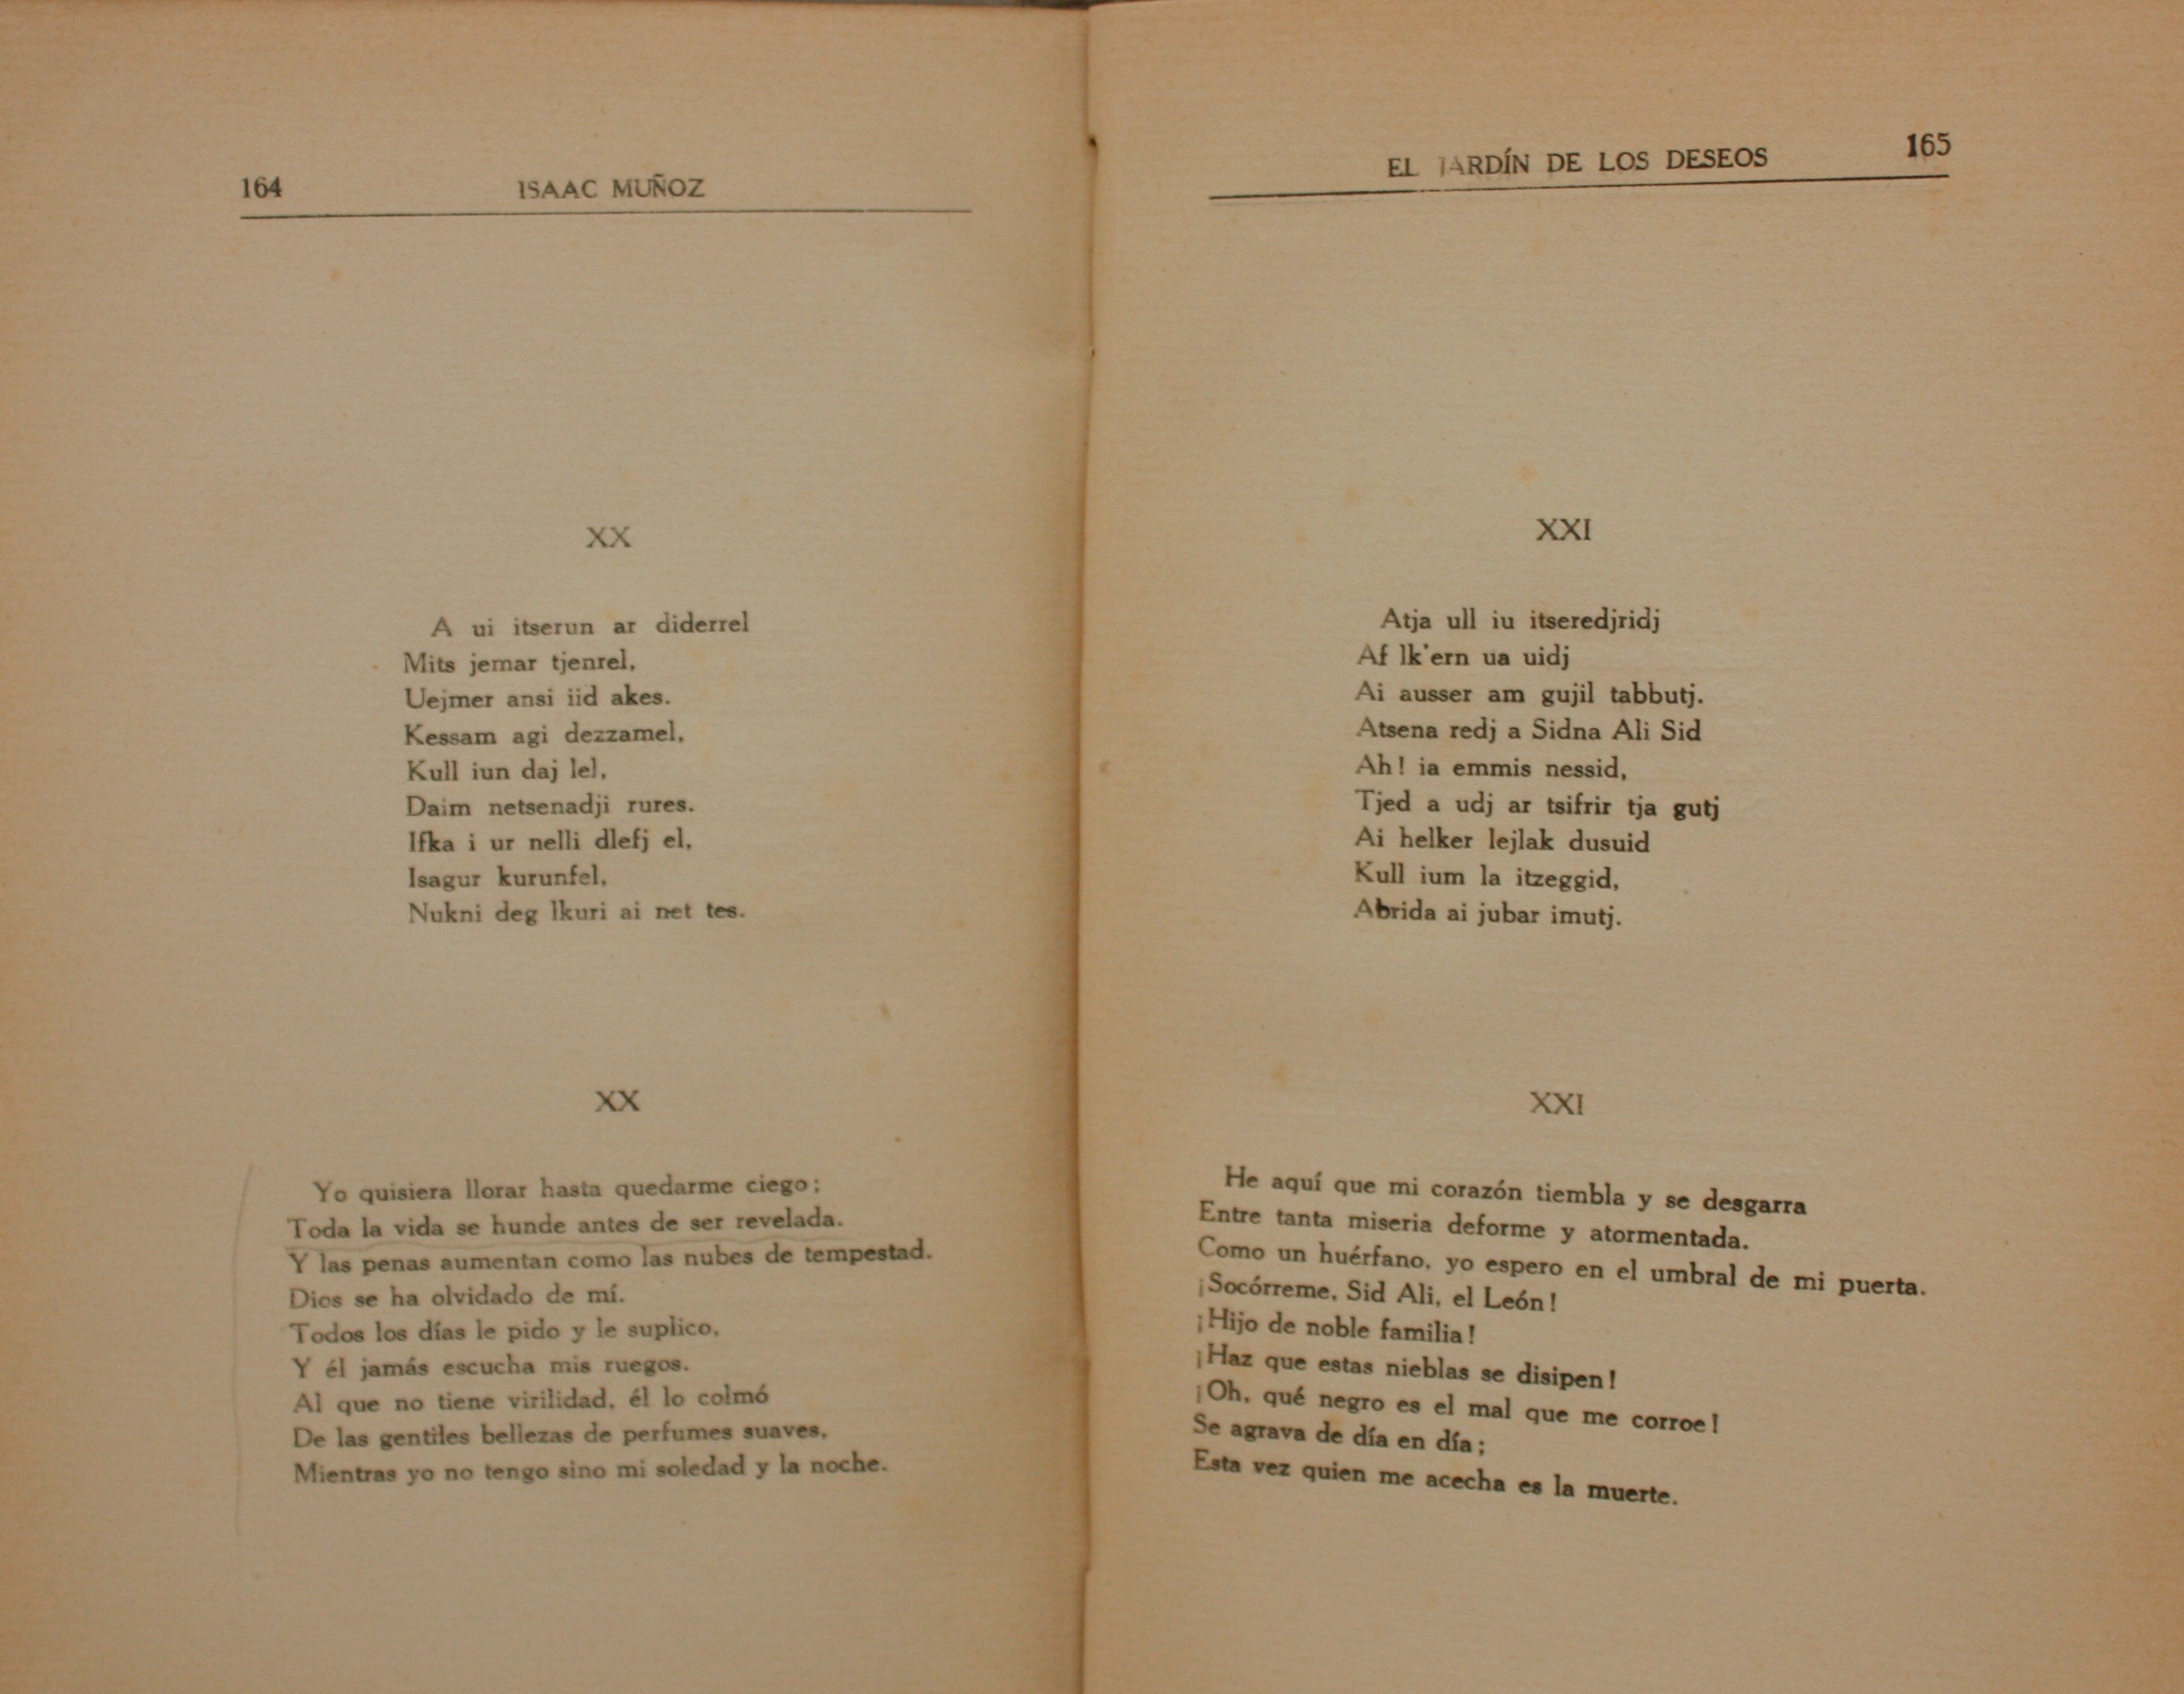 164
ISAAC MUÑOZ
XX
A ui itserun ar diderrel
Mits jemar tjenrel,
Uejmer ansi iid akes.
Kessam agi dezzamel,
Kull iun daj lel,
Daim netsenadji rures.
Ifka i ur nelli dlefj el,
Isagur kurunfel,
Nukni deg lkuri ai net tes.
XX
Yo quisiera llorar hasta quedarme ciego;
Toda la vida se hunde antes de ser revelada.
Y las penas aumentan como las nubes de tempestad.
Dios se ha olvidado de mí.
Todos los días le pido y le suplico,
Y él jamás escucha mis ruegos.
Al que no tiene virilidad, él lo colmó
De las gentiles bellezas de perfumes suaves,
Mientras yo no tengo sino mi soledad y la noche.
EL JARDÍN DE LOS DESEOS
165
XXI
Atja ull iu itseredjridj
Af lk'ern ua uidj
Ai ausser am gujil tabbutj.
Atsena redj a Sidna Ali Sid
Ah! ia emmis nessid,
Tjed a udj ar tsifrir tja gutj
Ai helker lejlak dusuid
Kull ium la itzeggid,
Abrida ai jubar imutj.
XXI
He aquí que mi corazón tiembla y se desgarra
Entre tanta miseria deforme y atormentada.
Como un huérfano, yo espero en el umbral de mi puerta.
¡Socórreme, Sid Ali, el León!
¡Hijo de noble familia!
¡Haz que estas nieblas se disipen!
¡Oh, qué negro es el mal que me corroe!
Se agrava de día en día;
Esta vez quien me acecha es la muerte.